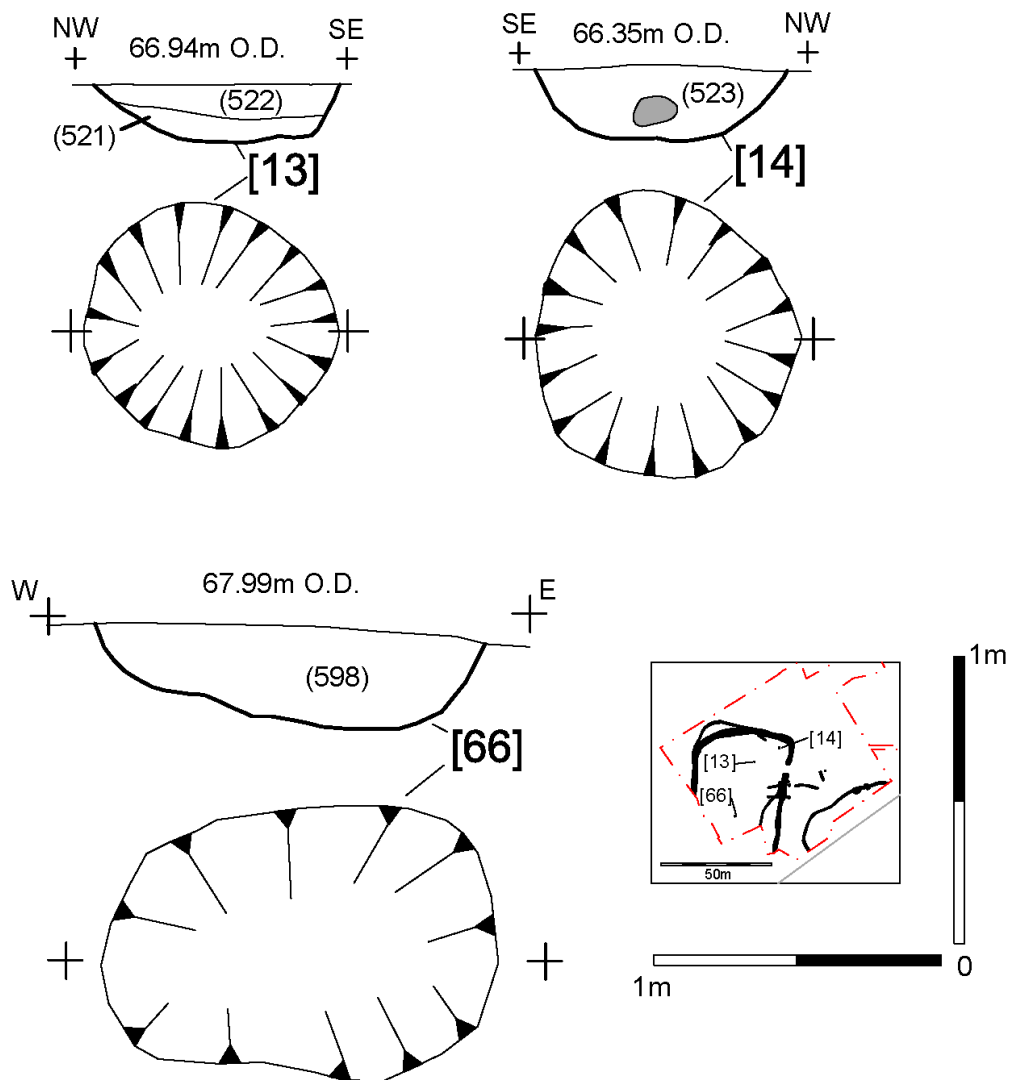 NW 66.94m O.D. SE
(522)
(521)
[13]
SE 66.35m O.D. NW
(523)
[14]
W 67.99m O.D. E
(598)
[66]
[14]
[13]
[66]
50m
1m
0
1m